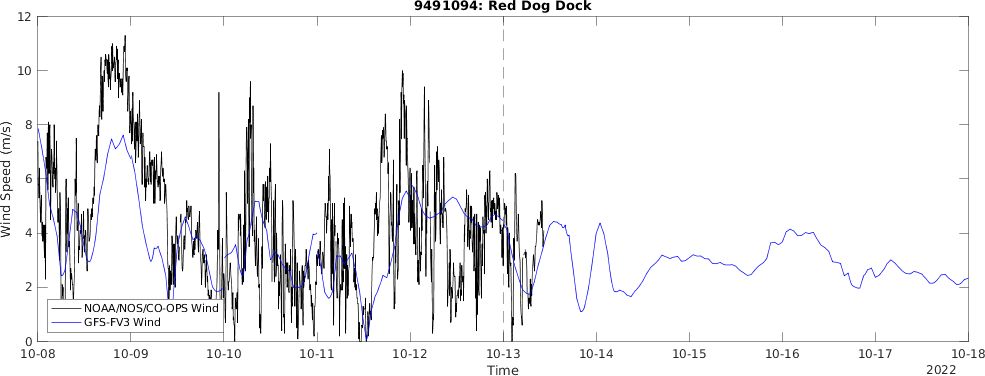 9491094: Red Dog Dock
Wind Speed (m/s)
12
10
8
6
4
2
0
NOAA/NOS/CO-OPS Wind
GFS-FV3 Wind
10-08 10-09 10-10 10-11 10-12 10-13 10-14 10-15 10-16 10-17 10-18
Time
2022